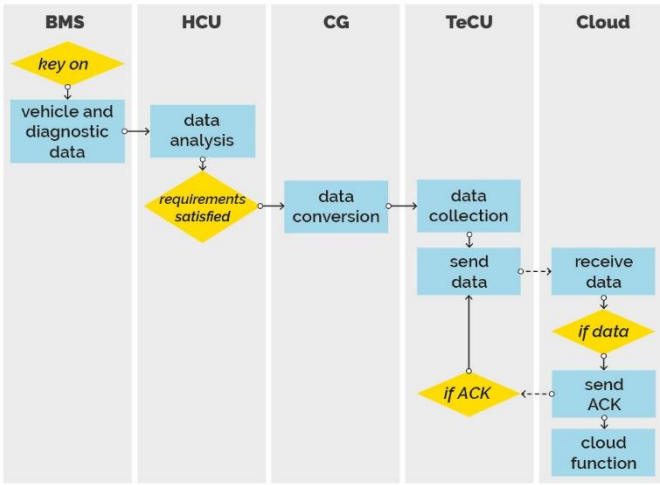 BMS
HCU
CG
TeCU
Cloud
key on
vehicle and
diagnostic
data
data
analysis
requirements
satisfied
data
conversion
data
collection
send
data
receive
data
if data
if ACK
send
ACK
cloud
function